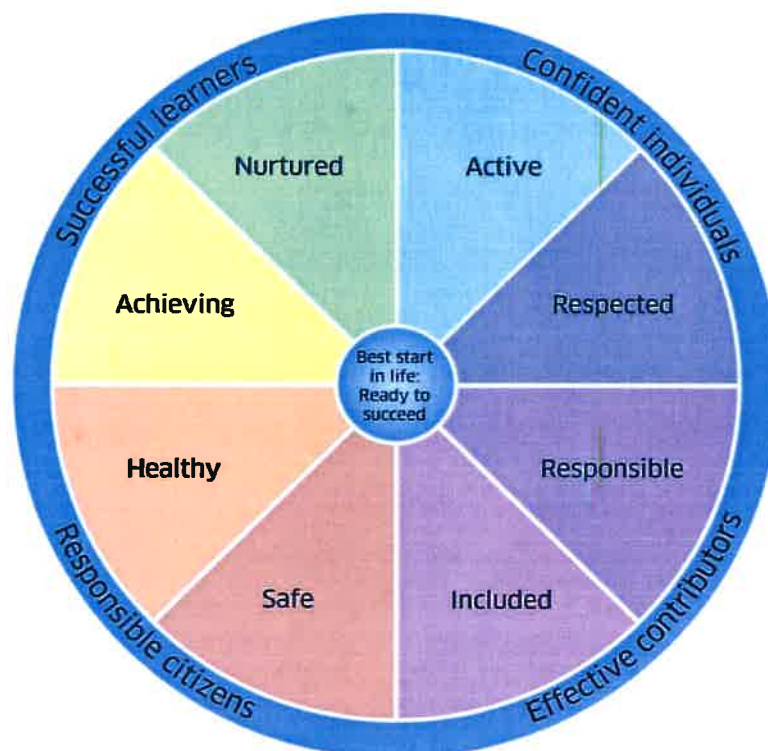 Successful learners
Confident individuals
Nurtured
Active
Achieving
Respected
Best start
in life:
Ready to
succeed
Healthy
Responsible
Safe
Included
Responsible citizens
Effective contributors